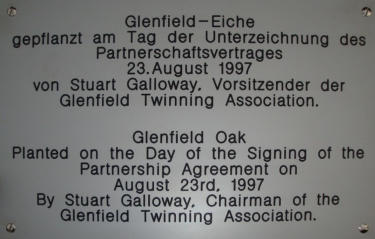 Glenfield-Eiche
gepflanzt am Tag der Unterzeichnung des
Partnerschaftsvertrages
23.August 1997
von Stuart Galloway, Vorsitzender der
Glenfield Twinning Association.
Glenfield Oak
Planted on the Day of the Signing of the
Partnership Agreement on
August 23rd, 1997
By Stuart Galloway, Chairman of the
Glenfield Twinning Association.